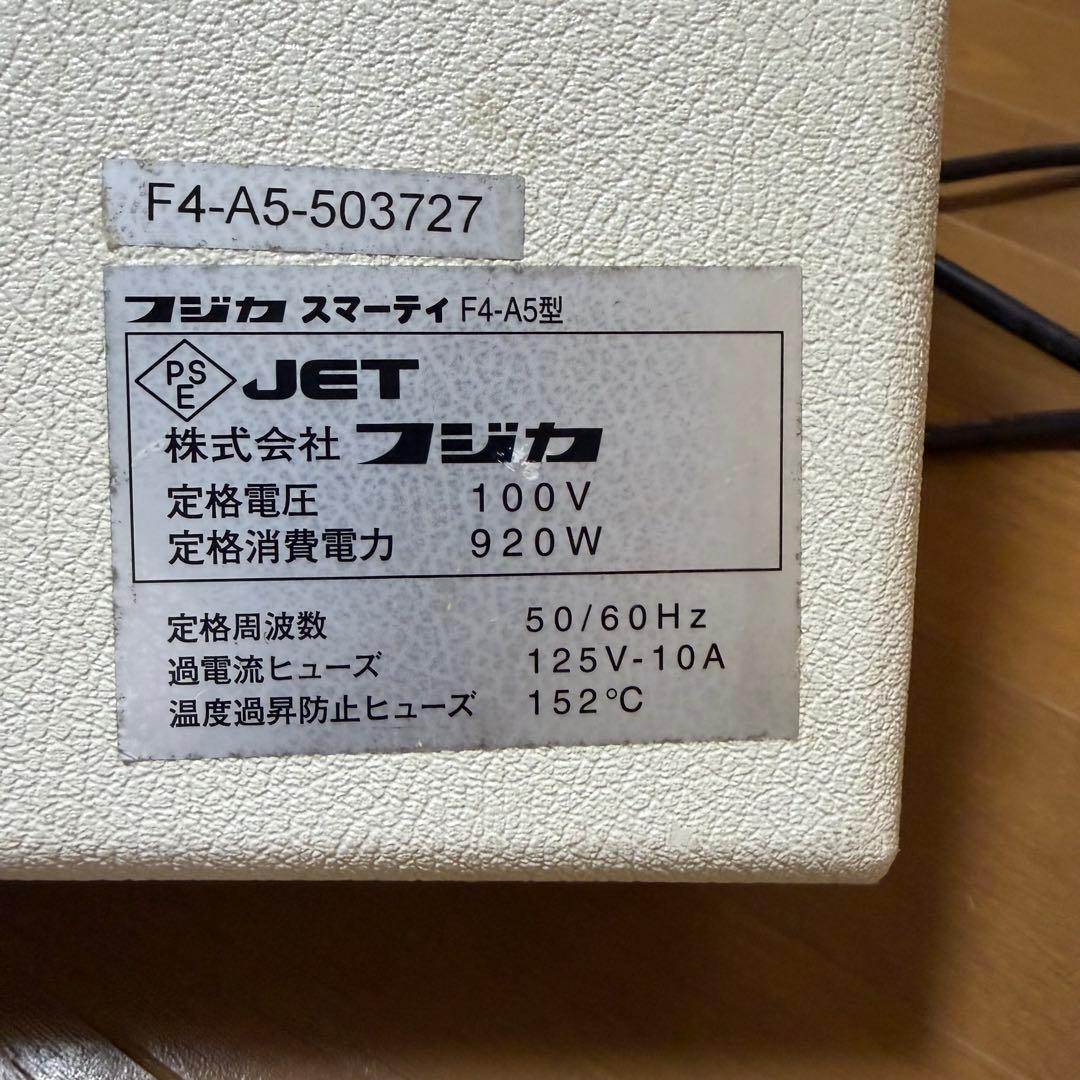 F4-A5-503727
フジカ スマーティ F4-A5型
PSE JET
株式会社 フジカ
定格電圧 100V
定格消費電力 920W
定格周波数 50/60Hz
過電流ヒューズ 125V-10A
温度過昇防止ヒューズ 152℃